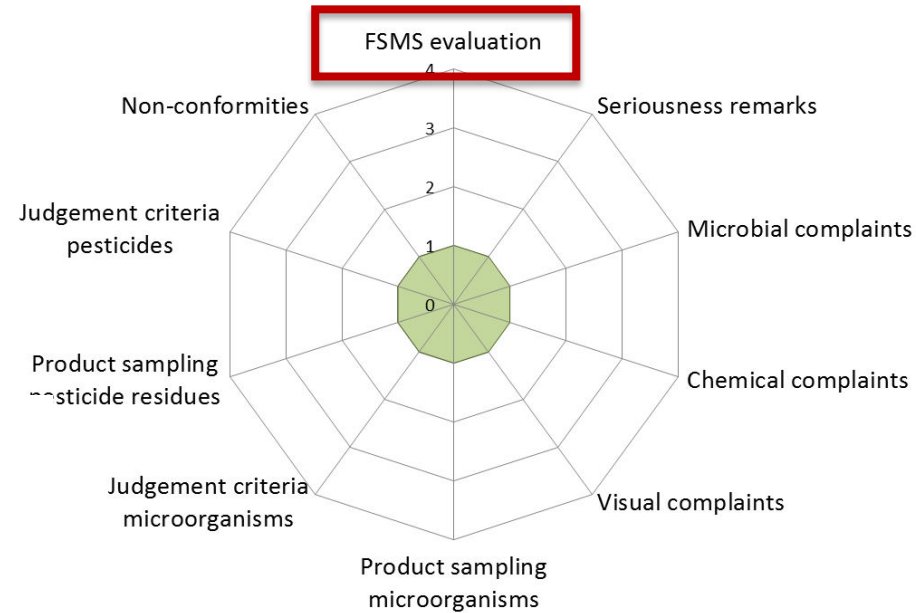 FSMS evaluation
4
Non-conformities
Seriousness remarks
3
2
Judgement criteria
pesticides
Microbial complaints
1
0
Product sampling
pesticide residues
Chemical complaints
Judgement criteria
microorganisms
Visual complaints
Product sampling
microorganisms